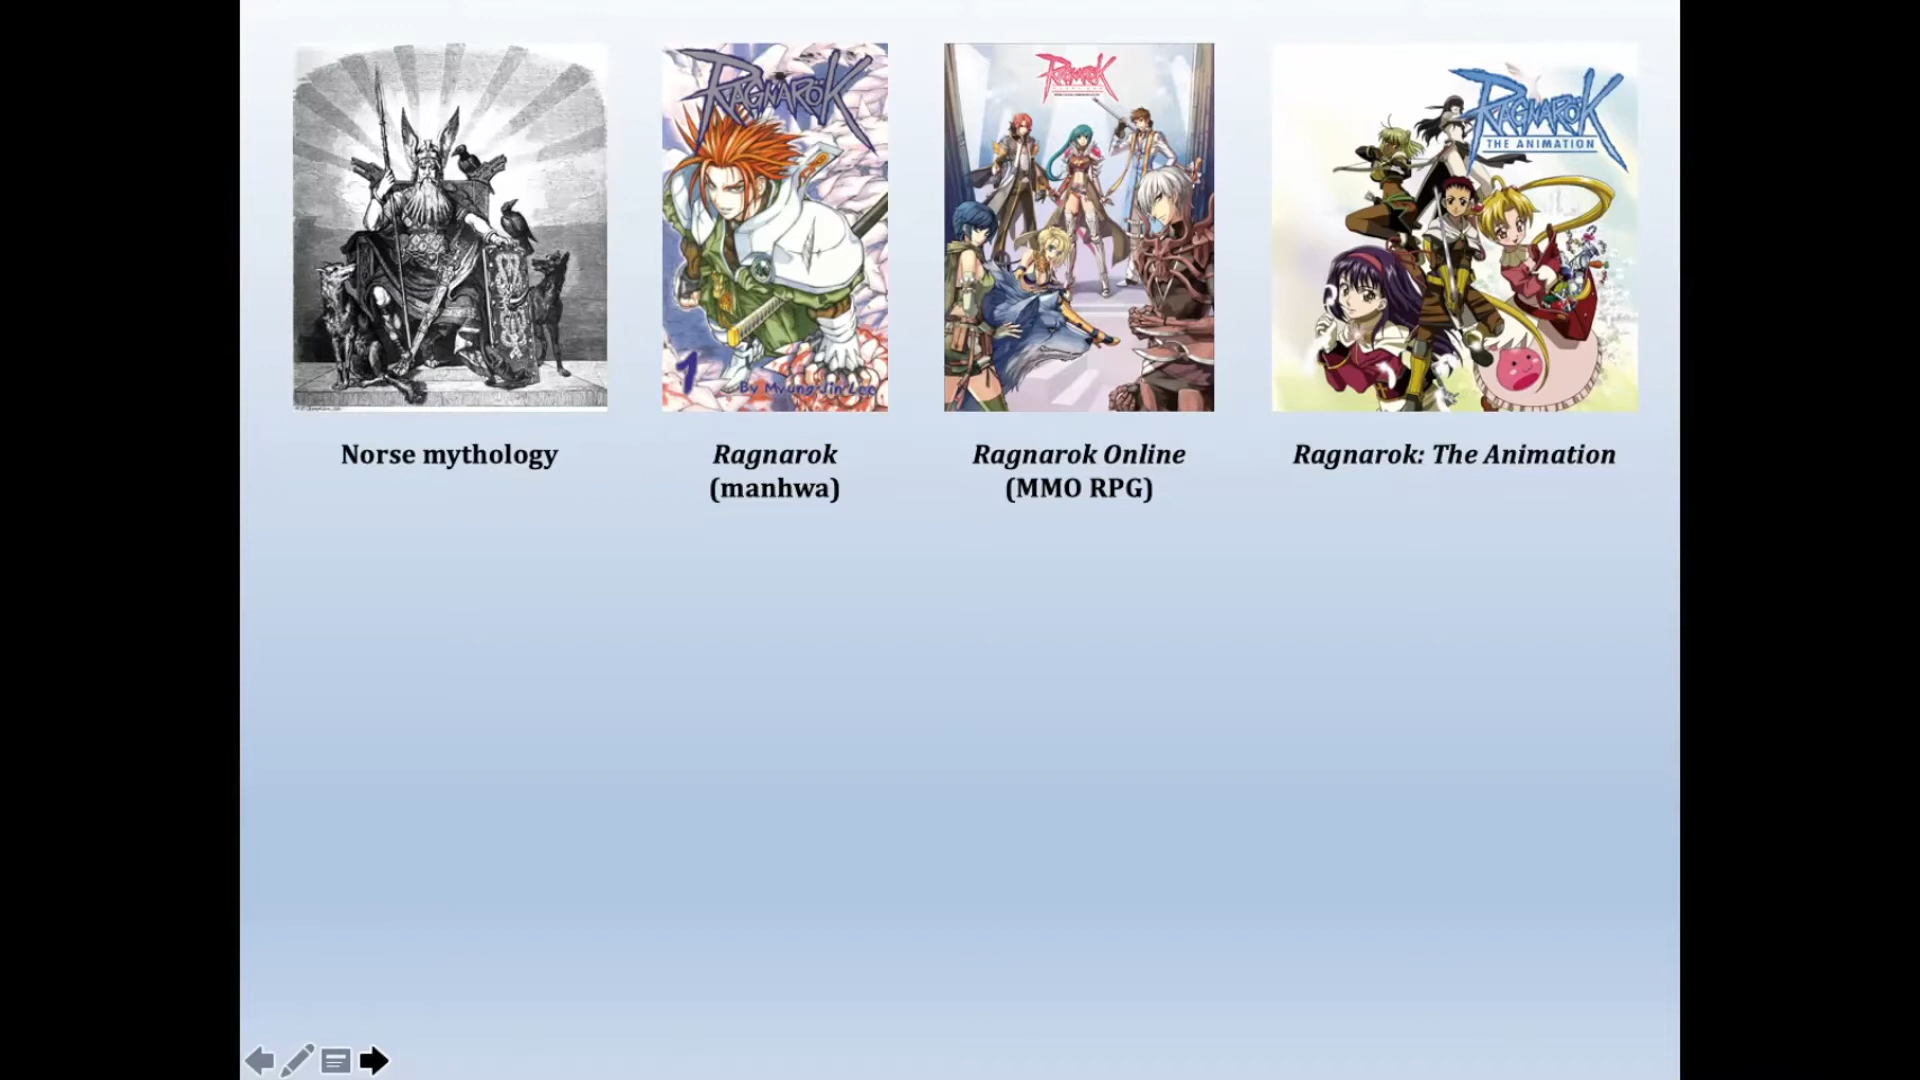 RAGNARÖK
1
By Myung-Jin Lee
RAGNARÖK
RAGNARÖK
THE ANIMATION
Norse mythology
Ragnarok
(manhwa)
Ragnarok Online
(MMO RPG)
Ragnarok: The Animation